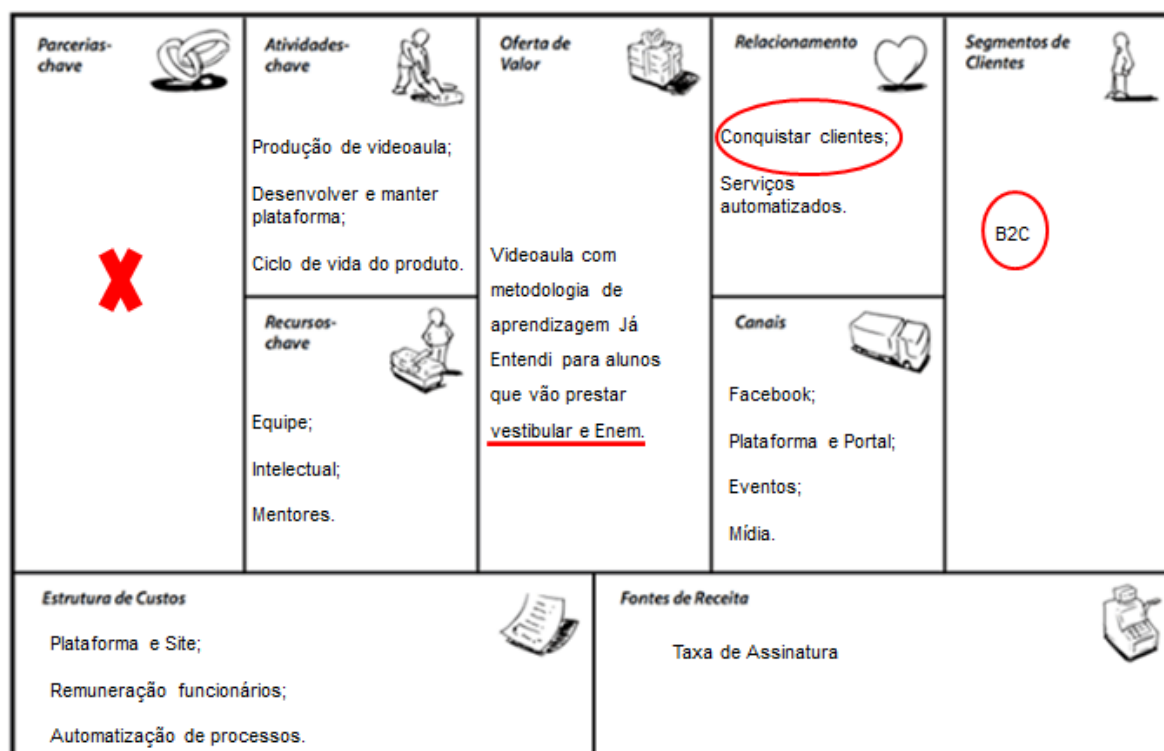 Parcerias-
chave
Atividades-
chave
Produção de videoaula;
Desenvolver e manter
plataforma;
Ciclo de vida do produto.
Recursos-
chave
Equipe;
Intelectual;
Mentores.
Oferta de
Valor
Videoaula com
metodologia de
aprendizagem Já
Entendi para alunos
que vão prestar
vestibular e Enem.
Relacionamento
Conquistar clientes;
Serviços
automatizados.
Canais
Facebook;
Plataforma e Portal;
Eventos;
Mídia.
Segmentos de
Clientes
B2C
Estrutura de Custos
Plataforma e Site;
Remuneração funcionários;
Automatização de processos.
Fontes de Receita
Taxa de Assinatura